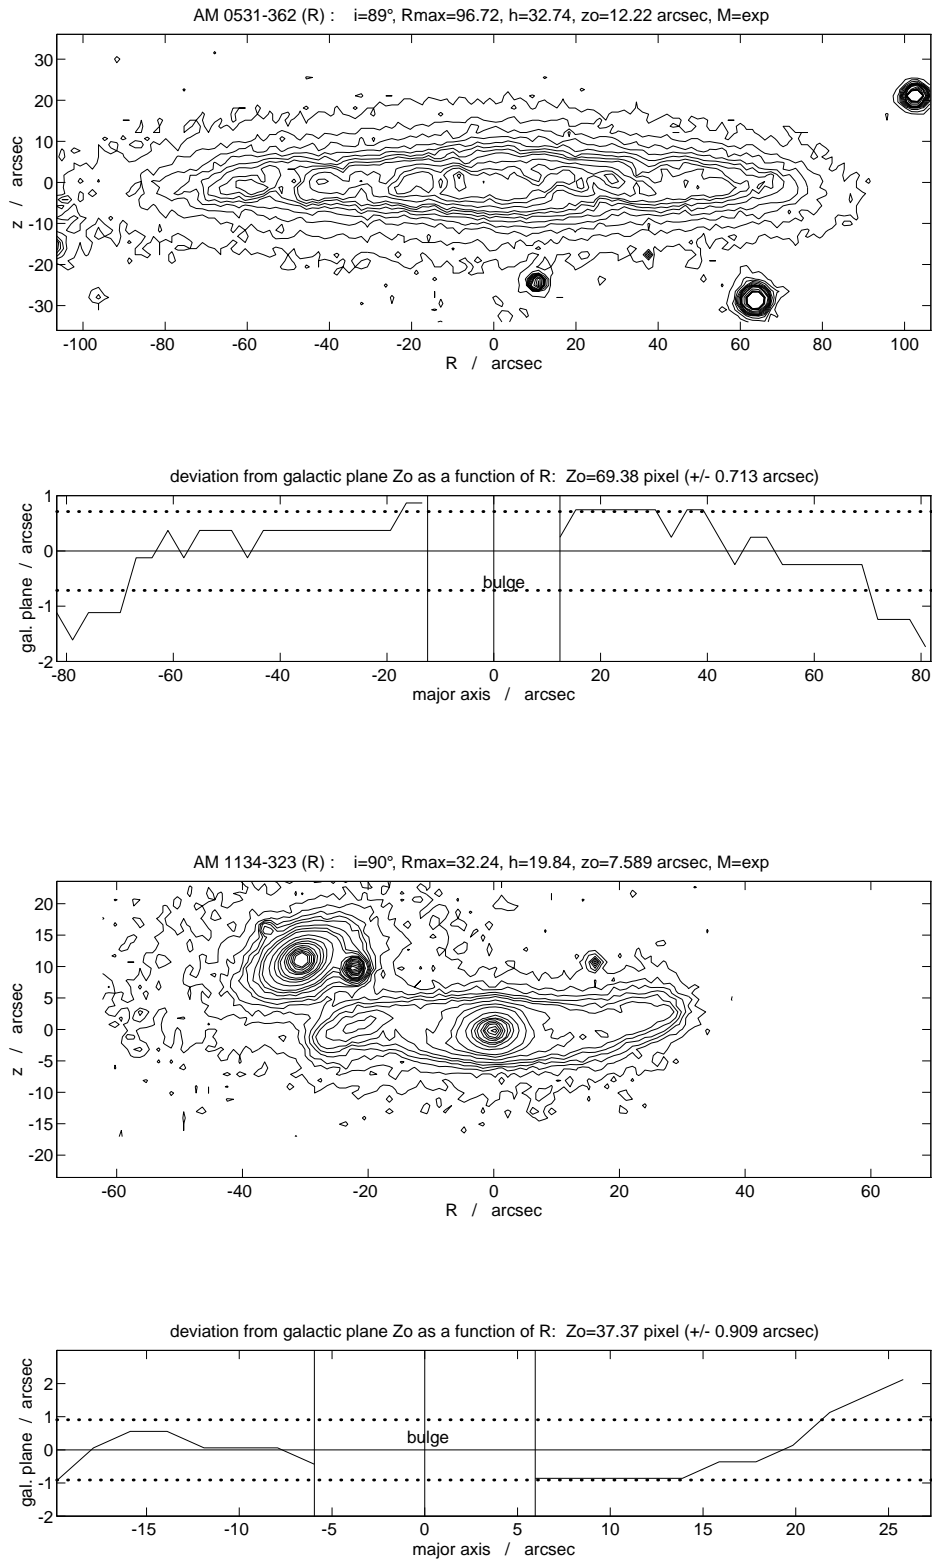 AM 0531-362 (R) : i=89°, Rmax=96.72, h=32.74, zo=12.22 arcsec, M=exp
z / arcsec
30
20
10
0
-10
-20
-30
-100 -80 -60 -40 -20 0 20 40 60 80 100
R / arcsec
deviation from galactic plane Zo as a function of R: Zo=69.38 pixel (+/- 0.713 arcsec)
gal. plane / arcsec
1
0
-1
-2
bulge
-80 -60 -40 -20 0 20 40 60 80
major axis / arcsec
AM 1134-323 (R) : i=90°, Rmax=32.24, h=19.84, zo=7.589 arcsec, M=exp
z / arcsec
20
15
10
5
0
-5
-10
-15
-20
-60 -40 -20 0 20 40 60
R / arcsec
deviation from galactic plane Zo as a function of R: Zo=37.37 pixel (+/- 0.909 arcsec)
gal. plane / arcsec
2
1
0
-1
-2
bulge
-15 -10 -5 0 5 10 15 20 25
major axis / arcsec